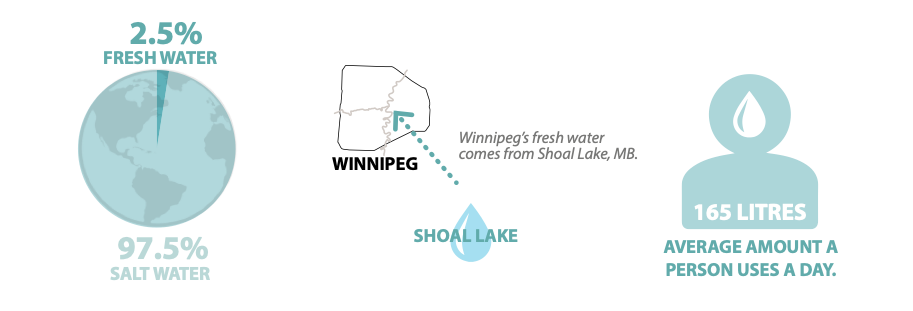 2.5%
FRESH WATER
97.5%
SALT WATER
WINNIPEG
Winnipeg's fresh water
comes from Shoal Lake, MB.
SHOAL LAKE
165 LITRES
AVERAGE AMOUNT A
PERSON USES A DAY.